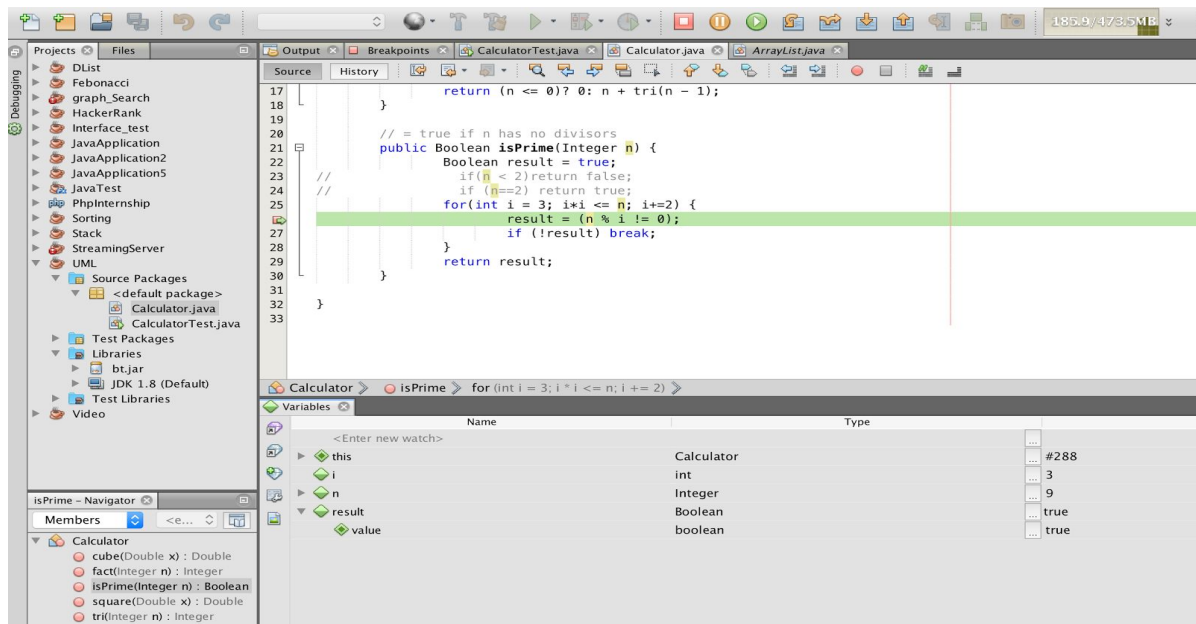 185.9/473.5MB
Projects
Files
Debugging
DList
Febonacci
graph_Search
HackerRank
Interface_test
JavaApplication
JavaApplication2
JavaApplication5
JavaTest
PhpInternship
Sorting
Stack
StreamingServer
UML
Source Packages
<default package>
Calculator.java
CalculatorTest.java
Test Packages
Libraries
bt.jar
JDK 1.8 (Default)
Test Libraries
Video
isPrime - Navigator
Members <e...
Calculator
cube(Double x) : Double
fact(Integer n) : Integer
isPrime(Integer n) : Boolean
square(Double x) : Double
tri(Integer n) : Integer
Output Breakpoints CalculatorTest.java Calculator.java ArrayList.java
Source History
17 return (n <= 0)? 0: n + tri(n - 1);
18 }
19
20 // = true if n has no divisors
21 public Boolean isPrime(Integer n) {
22 Boolean result = true;
23 // if(n < 2)return false;
24 // if (n==2) return true;
25 for(int i = 3; i*i <= n; i+=2) {
result = (n % i != 0);
27 if (!result) break;
28 }
29 return result;
30 }
31
32 }
33
Calculator isPrime for (int i = 3; i * i <= n; i += 2)
Variables
Name Type
<Enter new watch> ...
this Calculator ... #288
i int ... 3
n Integer ... 9
result Boolean ... true
value boolean ... true